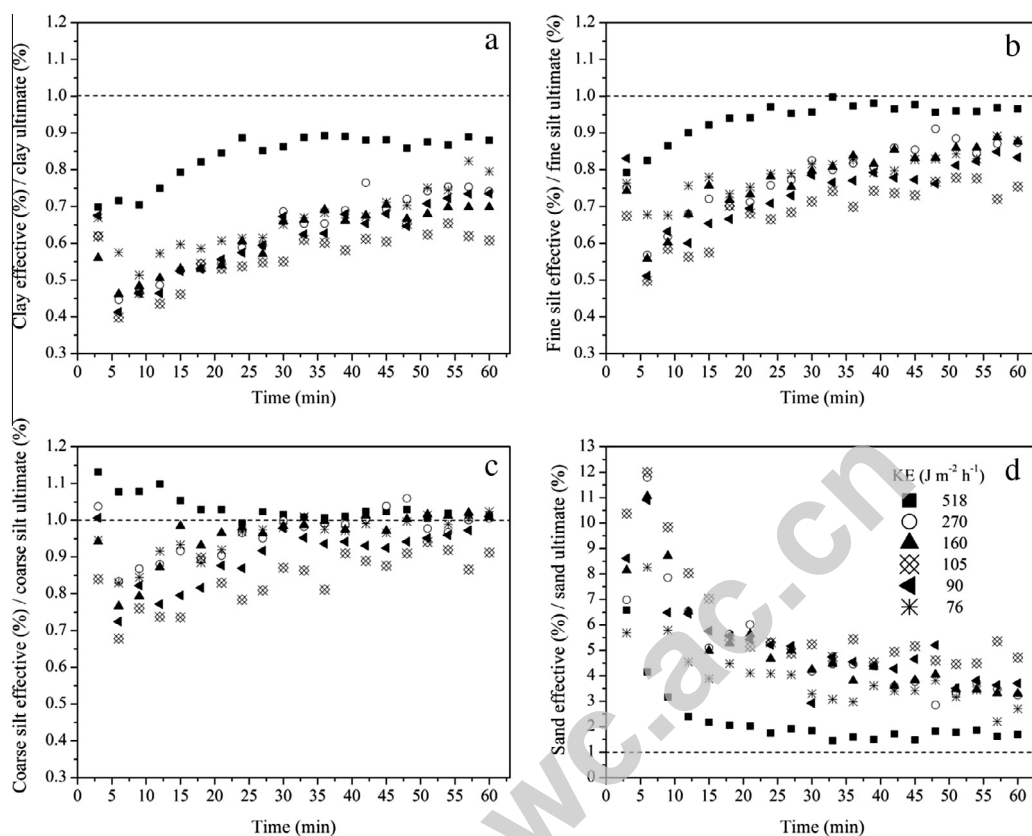 a
1.2
1.1
1.0
0.9
0.8
0.7
0.6
0.5
0.4
0.3
0 5 10 15 20 25 30 35 40 45 50 55 60
Clay effective (%) / clay ultimate (%)
Time (min)
b
1.2
1.1
1.0
0.9
0.8
0.7
0.6
0.5
0.4
0.3
0 5 10 15 20 25 30 35 40 45 50 55 60
Fine silt effective (%) / fine silt ultimate (%)
Time (min)
c
1.2
1.1
1.0
0.9
0.8
0.7
0.6
0.5
0.4
0.3
0 5 10 15 20 25 30 35 40 45 50 55 60
Coarse silt effective (%) / coarse silt ultimate (%)
Time (min)
d
13
12
11
10
9
8
7
6
5
4
3
2
1
0
0 5 10 15 20 25 30 35 40 45 50 55 60
Sand effective (%) / sand ultimate (%)
Time (min)
KE (J m⁻² h⁻¹)
518
270
160
105
90
76
wc.ac.cn